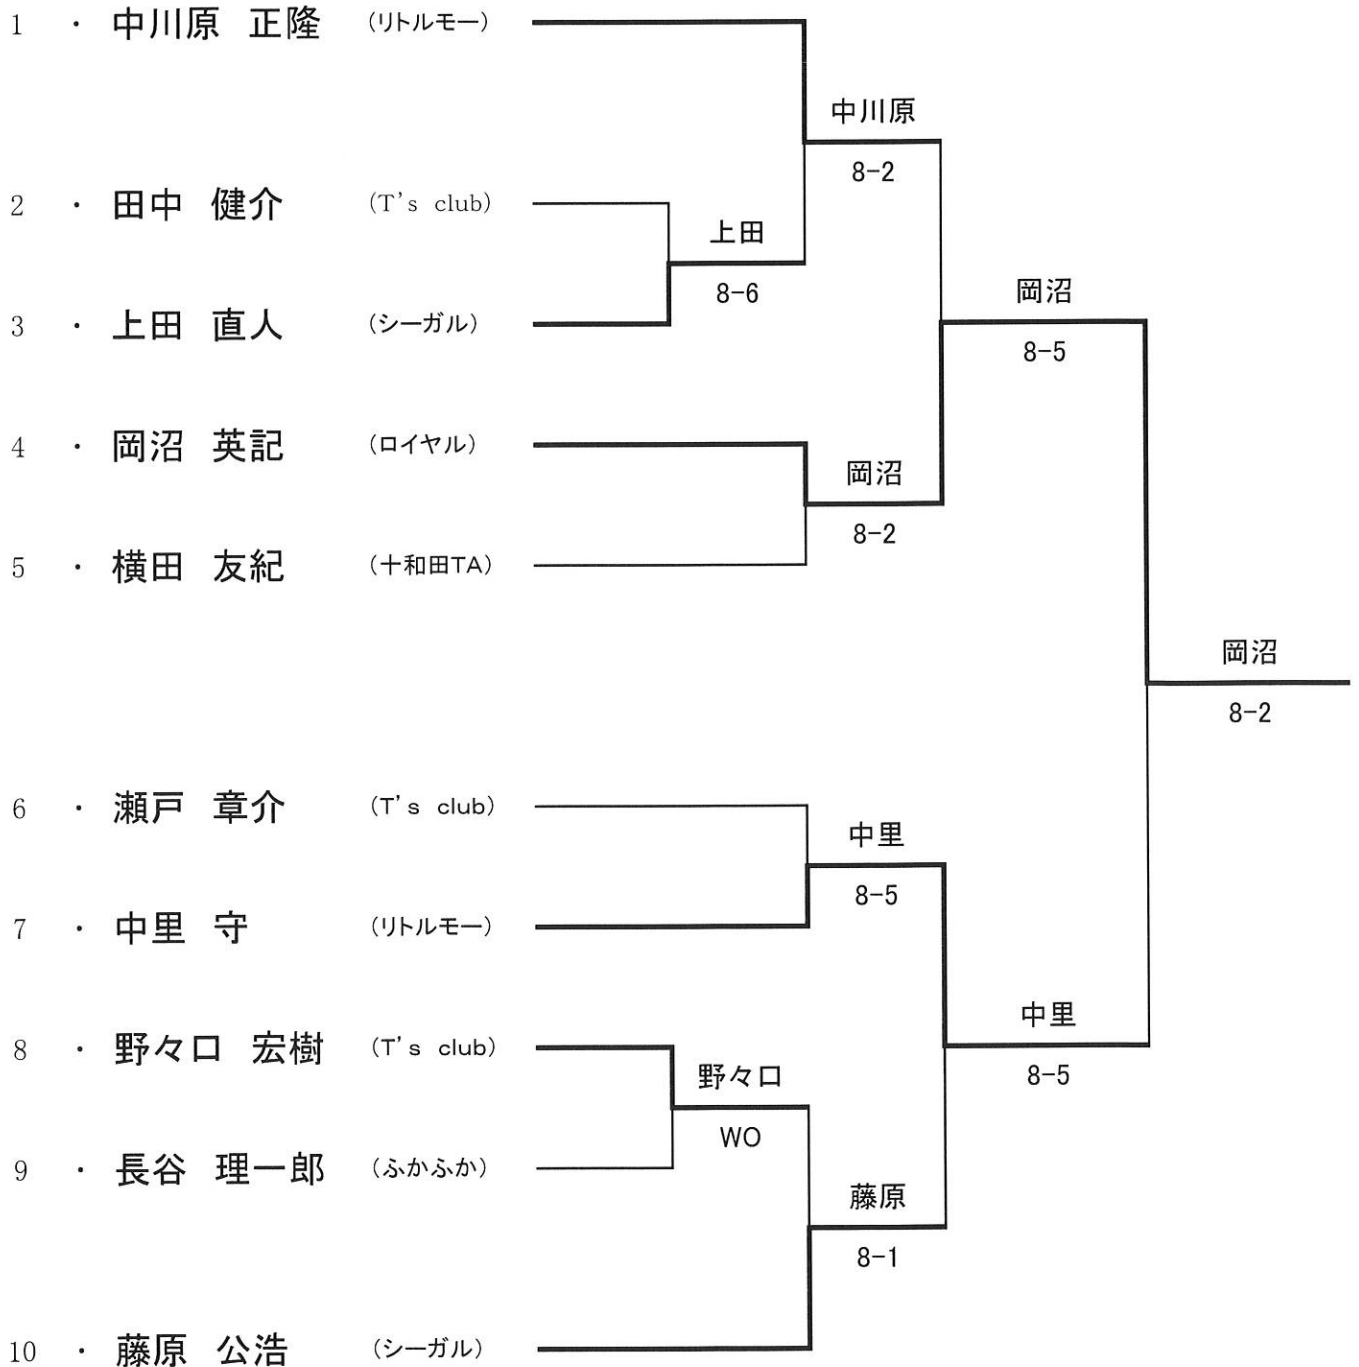 1 ・ 中川原 正隆 (リトルモー)
中川原
8-2
2 ・ 田中 健介 (T's club)
上田
8-6
3 ・ 上田 直人 (シーガル)
岡沼
8-5
4 ・ 岡沼 英記 (ロイヤル)
岡沼
8-2
5 ・ 横田 友紀 (十和田TA)
岡沼
8-2
6 ・ 瀬戸 章介 (T's club)
中里
8-5
7 ・ 中里 守 (リトルモー)
中里
8-5
8 ・ 野々口 宏樹 (T's club)
野々口
WO
9 ・ 長谷 理一郎 (ふかふか)
藤原
8-1
10 ・ 藤原 公浩 (シーガル)